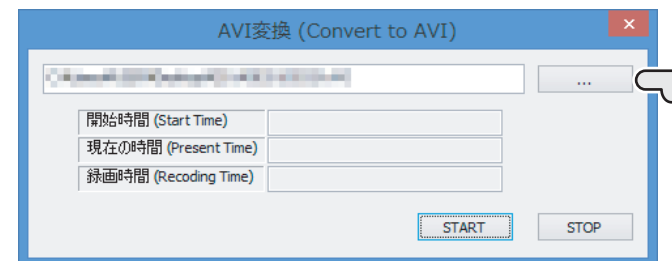 AVI変換 (Convert to AVI)
...
開始時間 (Start Time)
現在の時間 (Present Time)
録画時間 (Recoding Time)
START STOP